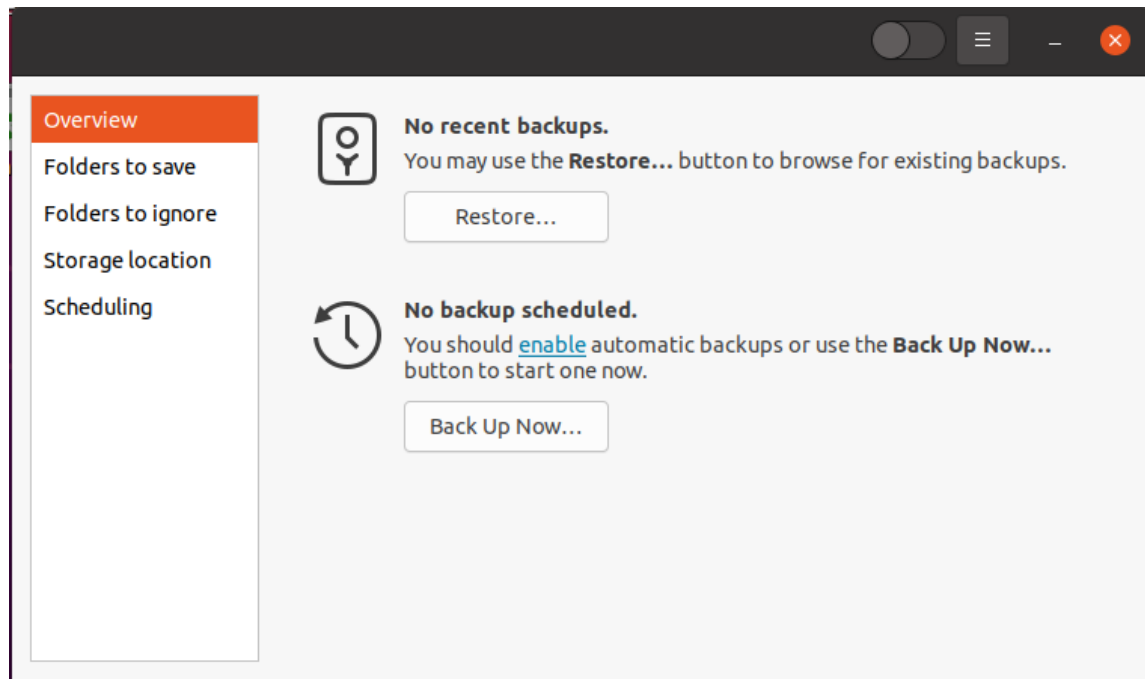 Overview
Folders to save
Folders to ignore
Storage location
Scheduling
No recent backups.
You may use the Restore... button to browse for existing backups.
Restore...
No backup scheduled.
You should enable automatic backups or use the Back Up Now...
button to start one now.
Back Up Now...